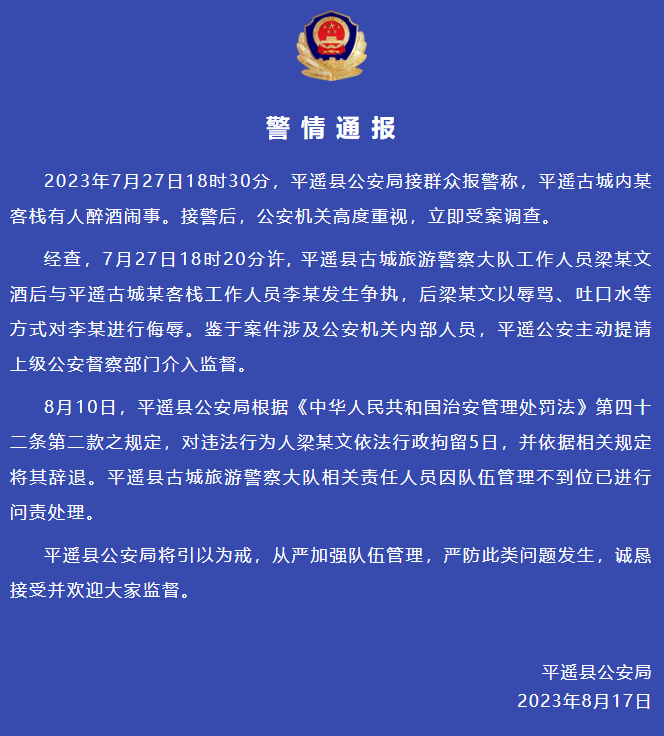 警情通报
2023年7月27日18时30分，平遥县公安局接群众报警称，平遥古城内某
客栈有人醉酒闹事。接警后，公安机关高度重视，立即受案调查。
经查，7月27日18时20分许, 平遥县古城旅游警察大队工作人员梁某文
酒后与平遥古城某客栈工作人员李某发生争执，后梁某文以辱骂、吐口水等
方式对李某进行侮辱。鉴于案件涉及公安机关内部人员，平遥公安主动提请
上级公安督察部门介入监督。
8月10日，平遥县公安局根据《中华人民共和国治安管理处罚法》第四十
二条第二款之规定，对违法行为人梁某文依法行政拘留5日，并依据相关规定
将其辞退。平遥县古城旅游警察大队相关责任人员因队伍管理不到位已进行
问责处理。
平遥县公安局将引以为戒，从严加强队伍管理，严防此类问题发生，诚恳
接受并欢迎大家监督。
平遥县公安局
2023年8月17日